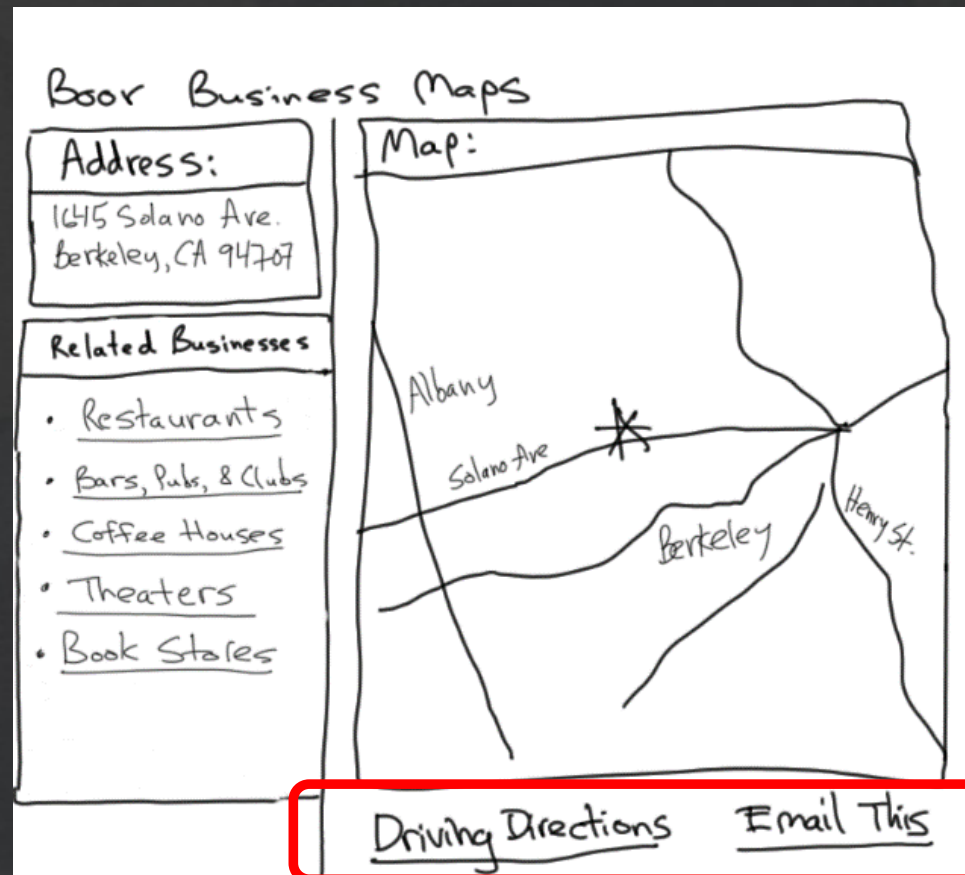 Boor Business Maps
Address:
1645 Solano Ave.
Berkeley, CA 94707
Related Businesses
• Restaurants
• Bars, Pubs, & Clubs
• Coffee Houses
• Theaters
• Book Stores
Map:
Albany
Solano Ave
Berkeley
Henry St.
Driving Directions Email This